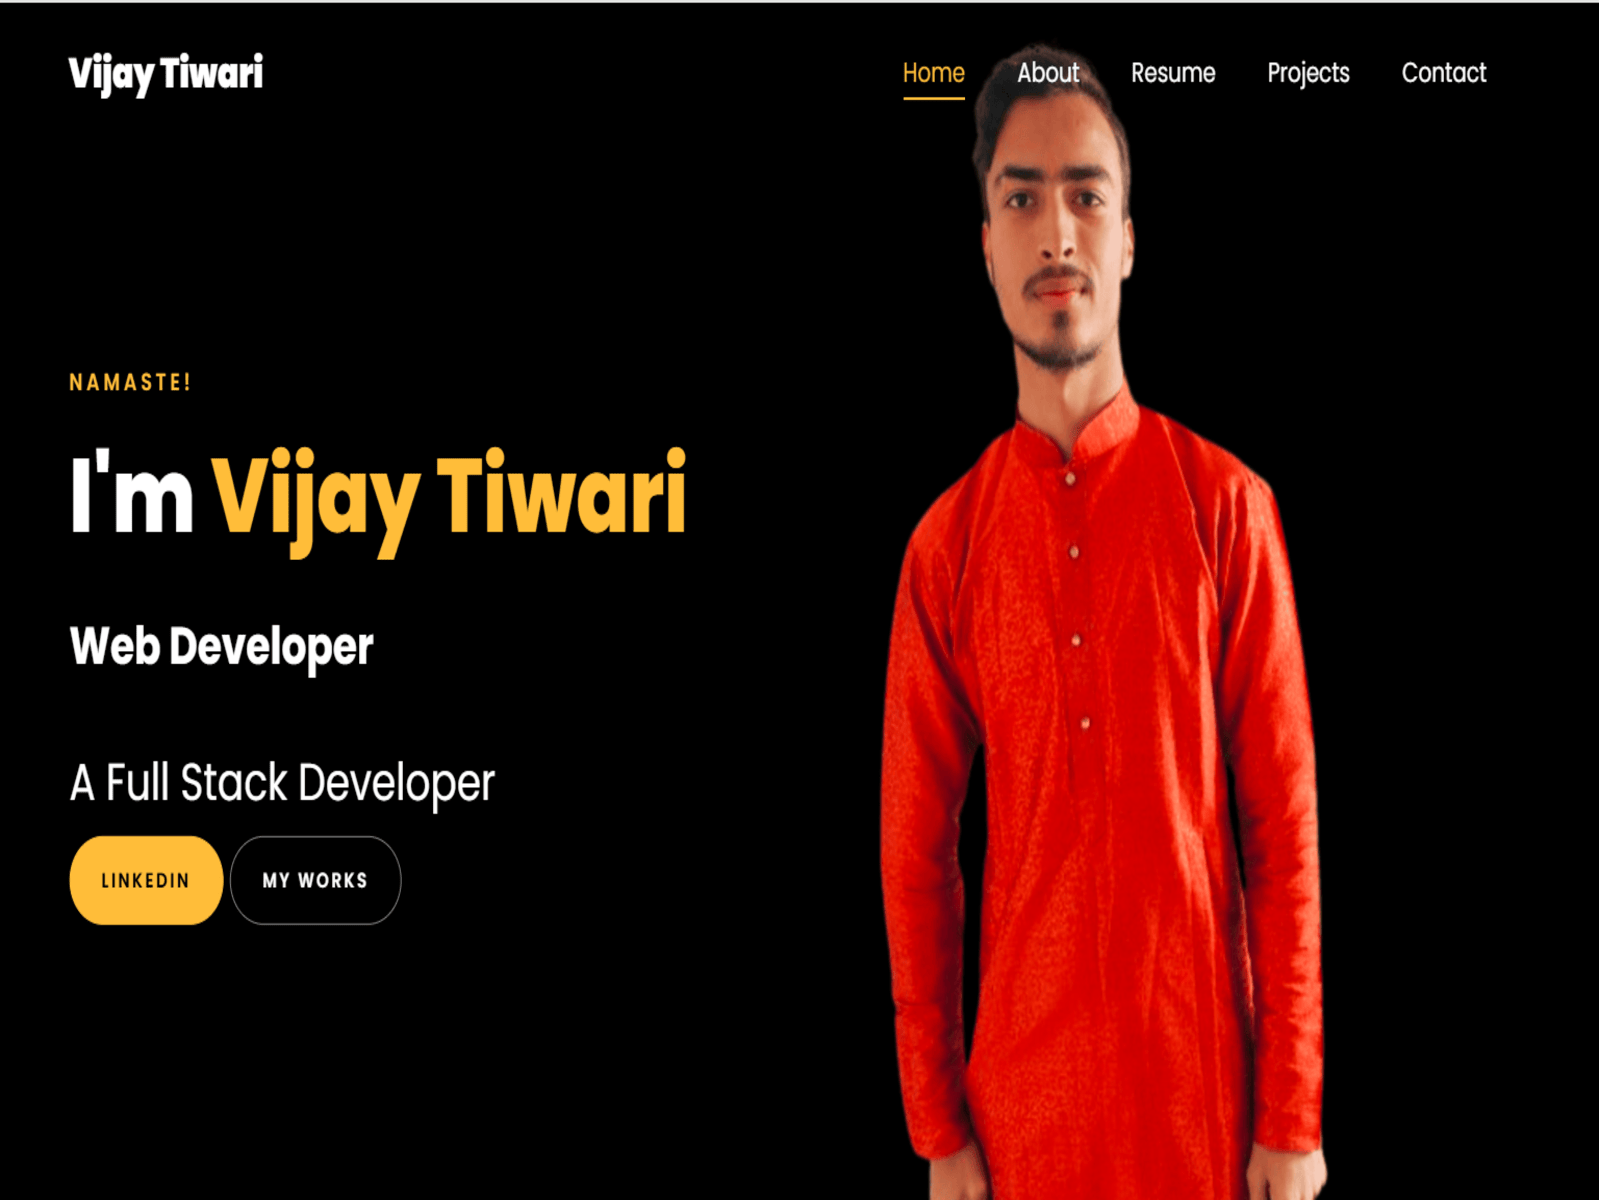 Vijay Tiwari
Home About Resume Projects Contact
NAMASTE!
I'm Vijay Tiwari
Web Developer
A Full Stack Developer
LINKEDIN MY WORKS